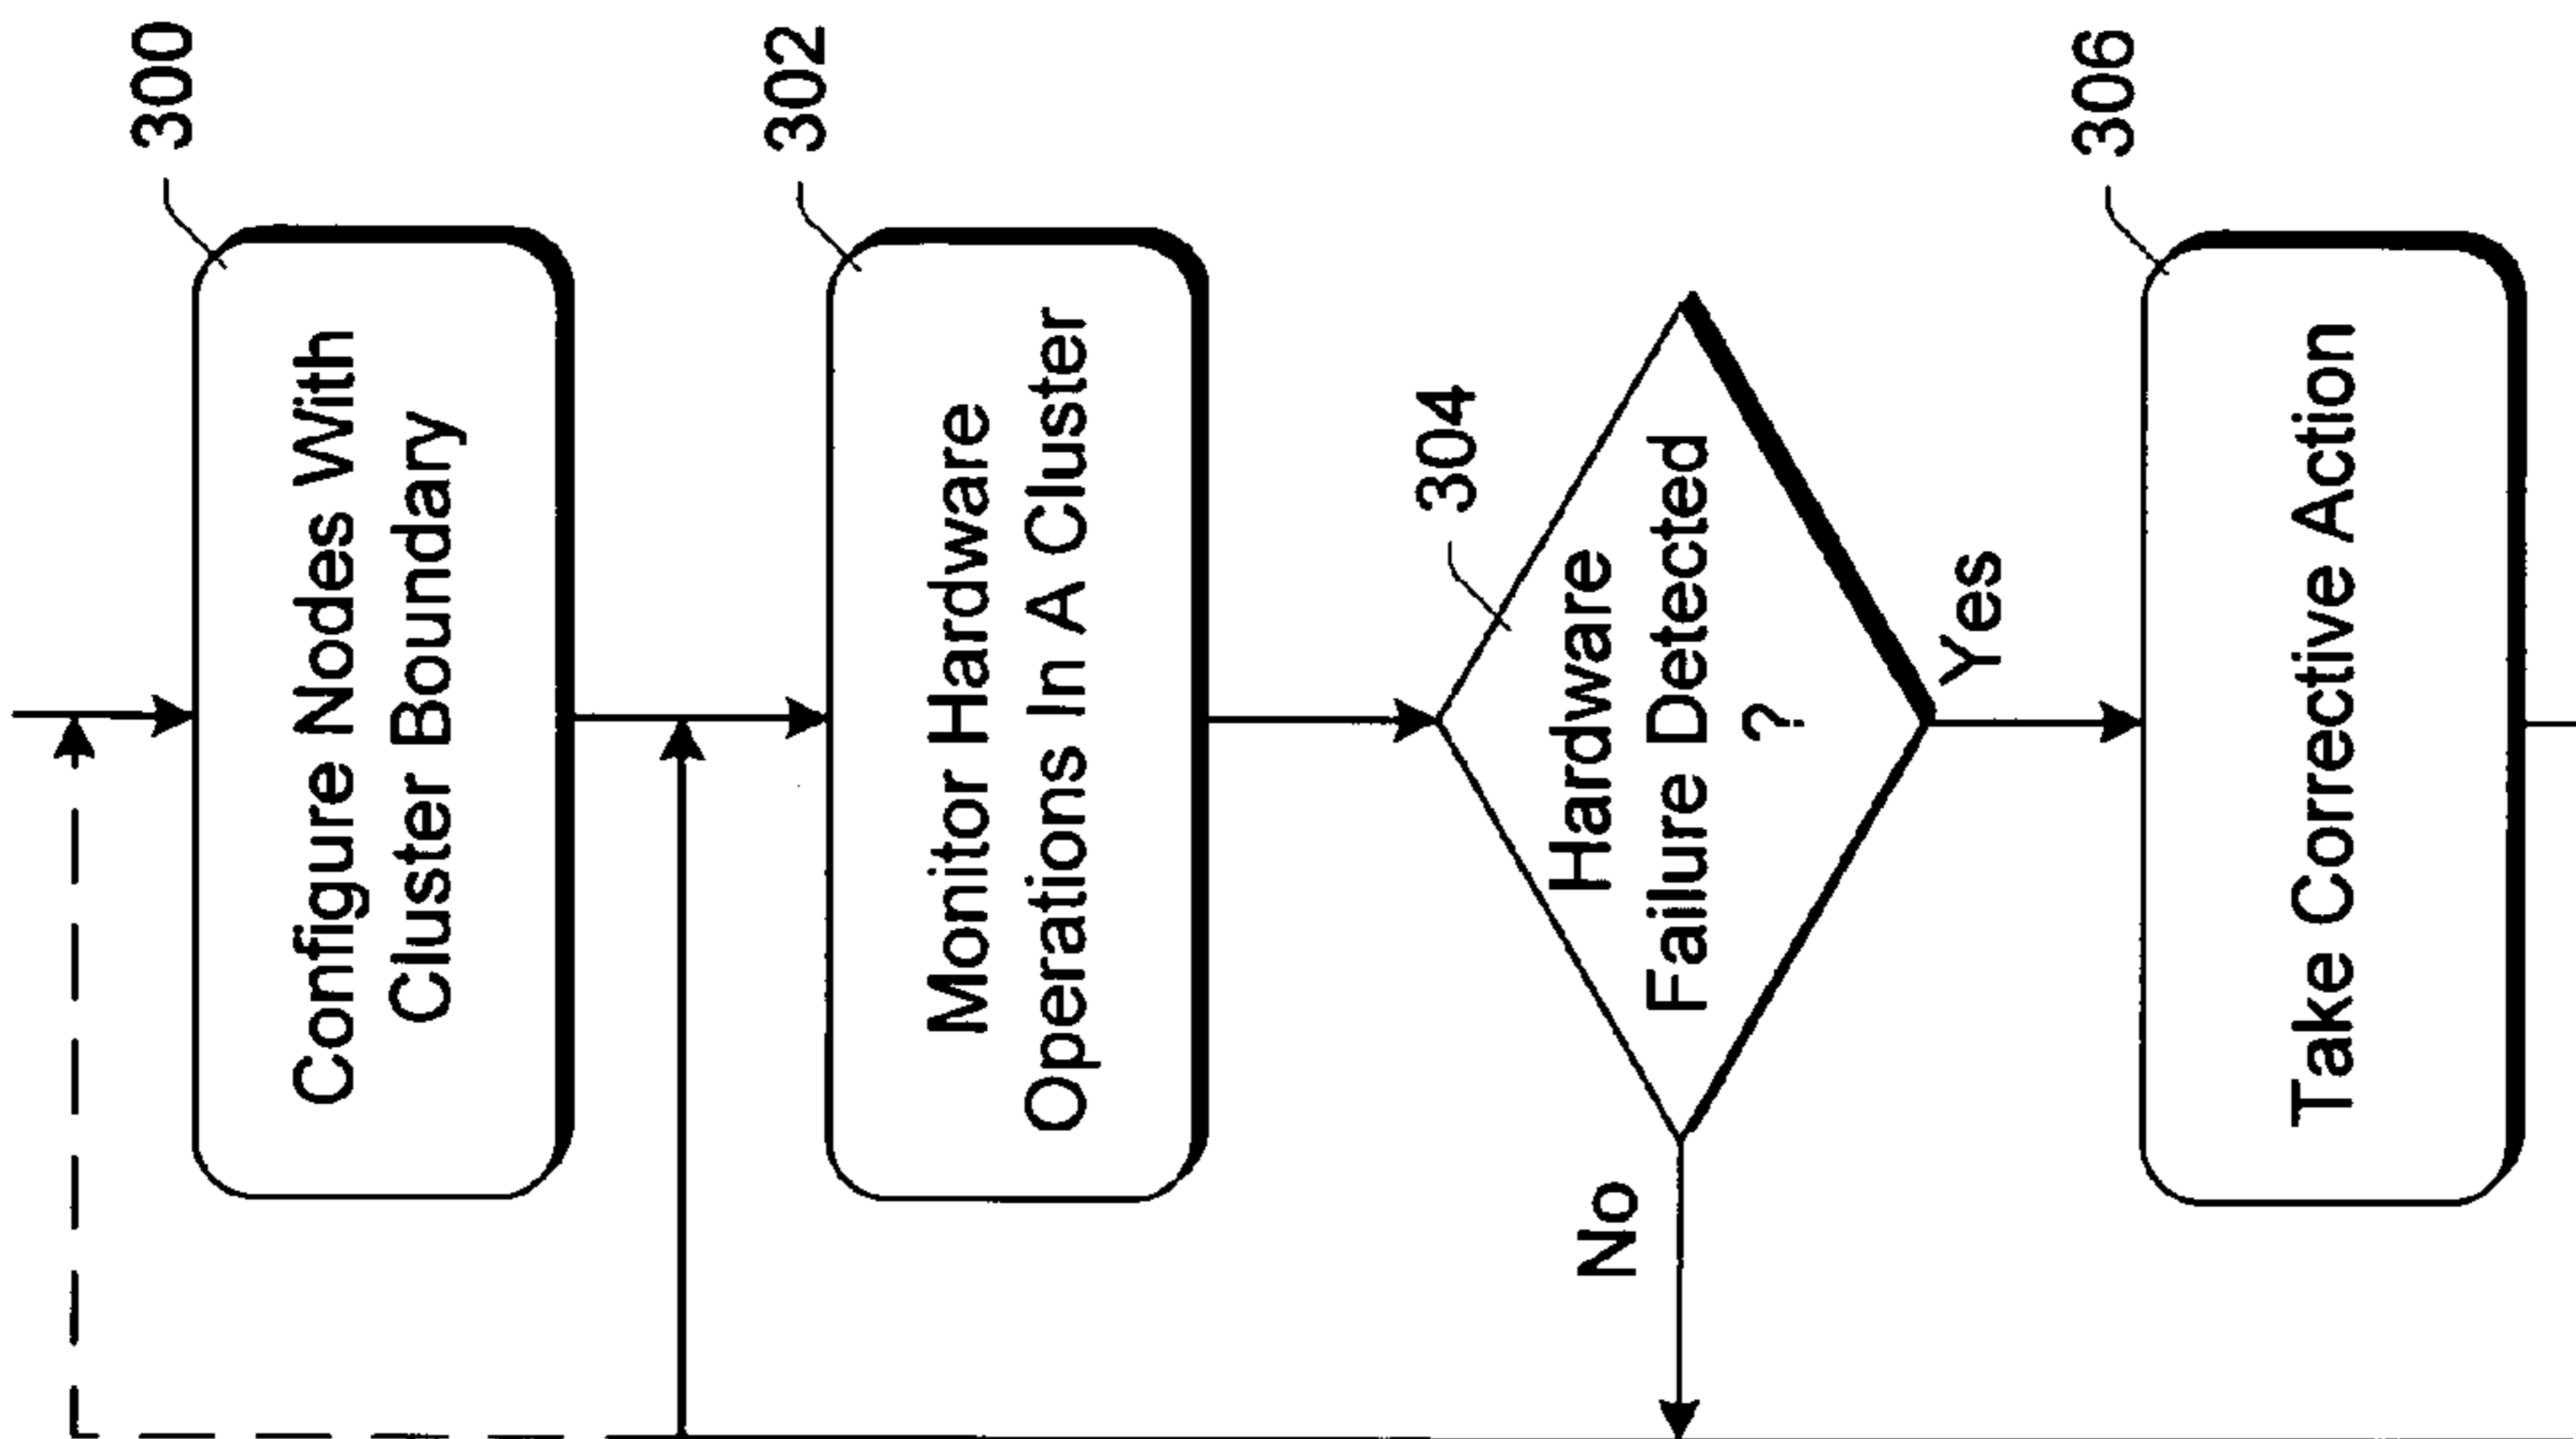 300
Configure Nodes With
Cluster Boundary
302
Monitor Hardware
Operations In A Cluster
304
Hardware
Failure Detected
?
No
Yes
306
Take Corrective Action